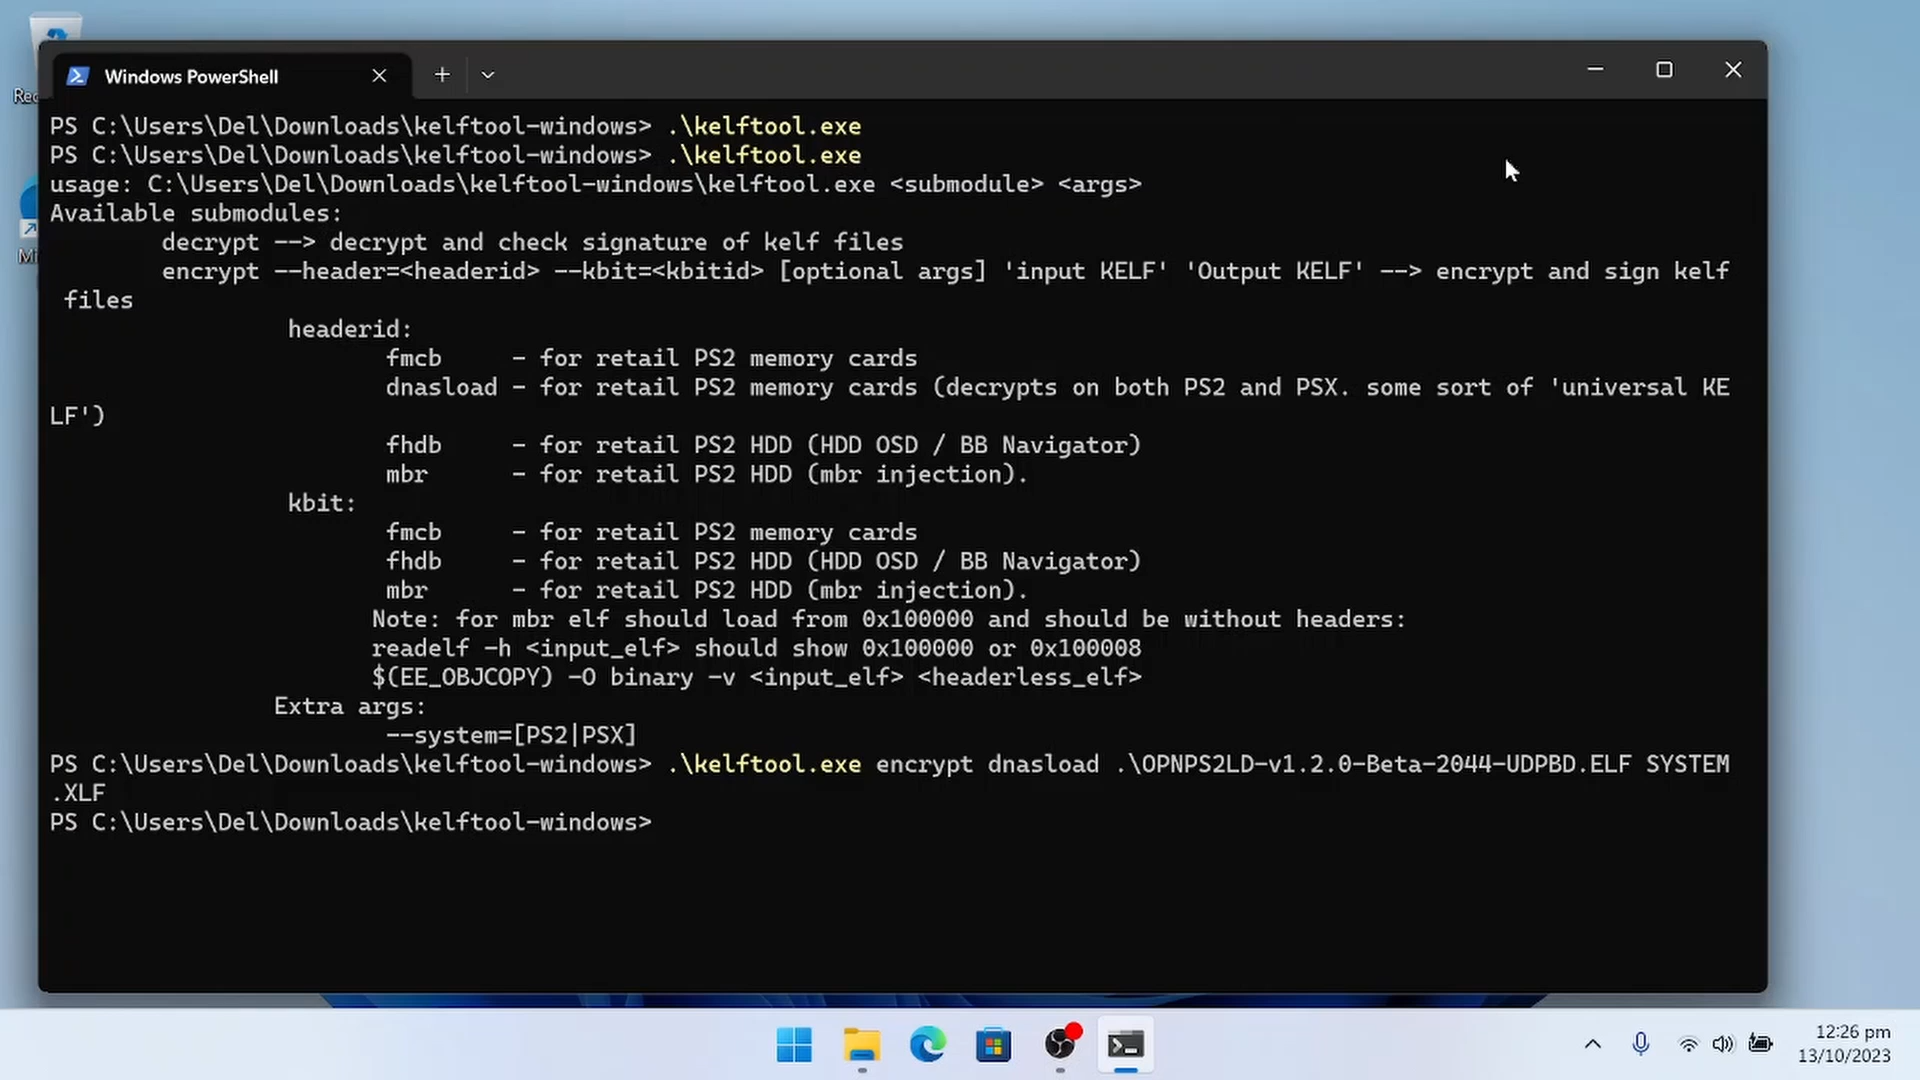 Rec
Windows PowerShell
PS C:\Users\Del\Downloads\kelftool-windows> .\kelftool.exe
PS C:\Users\Del\Downloads\kelftool-windows> .\kelftool.exe
usage: C:\Users\Del\Downloads\kelftool-windows\kelftool.exe <submodule> <args>
Available submodules:
decrypt --> decrypt and check signature of kelf files
encrypt --header=<headerid> --kbit=<kbitid> [optional args] 'input KELF' 'Output KELF' --> encrypt and sign kelf
files
headerid:
fmcb - for retail PS2 memory cards
dnasload - for retail PS2 memory cards (decrypts on both PS2 and PSX. some sort of 'universal KE
LF')
fhdb - for retail PS2 HDD (HDD OSD / BB Navigator)
mbr - for retail PS2 HDD (mbr injection).
kbit:
fmcb - for retail PS2 memory cards
fhdb - for retail PS2 HDD (HDD OSD / BB Navigator)
mbr - for retail PS2 HDD (mbr injection).
Note: for mbr elf should load from 0x100000 and should be without headers:
readelf -h <input_elf> should show 0x100000 or 0x100008
$(EE_OBJCOPY) -O binary -v <input_elf> <headerless_elf>
Extra args:
--system=[PS2|PSX]
PS C:\Users\Del\Downloads\kelftool-windows> .\kelftool.exe encrypt dnasload .\OPNPS2LD-v1.2.0-Beta-2044-UDPBD.ELF SYSTEM
.XLF
PS C:\Users\Del\Downloads\kelftool-windows>
12:26 pm
13/10/2023